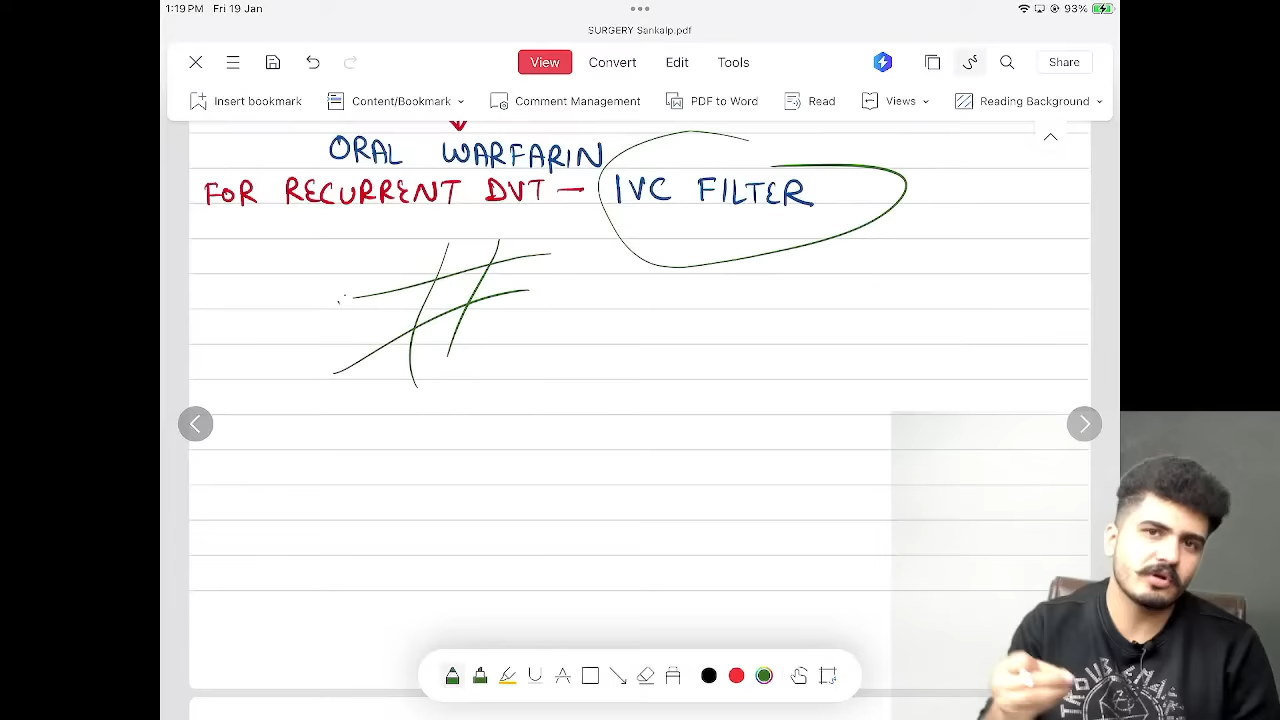 1:19 PM Fri 19 Jan
93%
SURGERY Sankalp.pdf
View Convert Edit Tools
Share
Insert bookmark Content/Bookmark Comment Management PDF to Word Read Views Reading Background
ORAL WARFARIN
FOR RECURRENT DVT — IVC FILTER
#